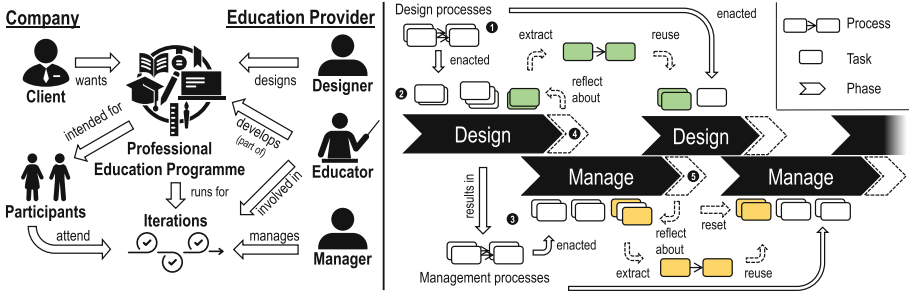 Company
Education Provider
Client
wants
designs
Designer
intended for
develops
(part of)
Professional
Education Programme
Educator
runs for
involved in
Participants
Iterations
attend
manages
Manager
Design processes
1
enacted
enacted
extract
reuse
reflect
about
2
Design
4
Design
Manage
5
Manage
results in
3
enacted
reflect
about
reset
Management processes
extract
reuse
Process
Task
Phase